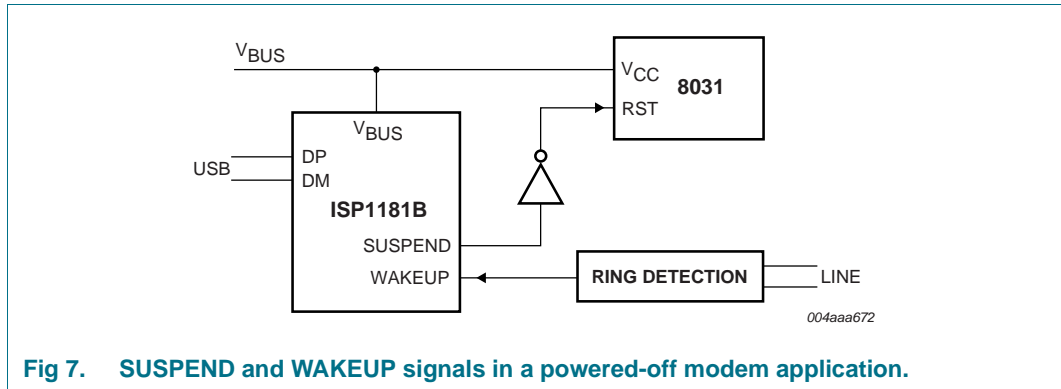 VBUS
VCC
8031
RST
VBUS
USB
DP
DM
ISP1181B
SUSPEND
WAKEUP
RING DETECTION
LINE
004aaa672
Fig 7. SUSPEND and WAKEUP signals in a powered-off modem application.